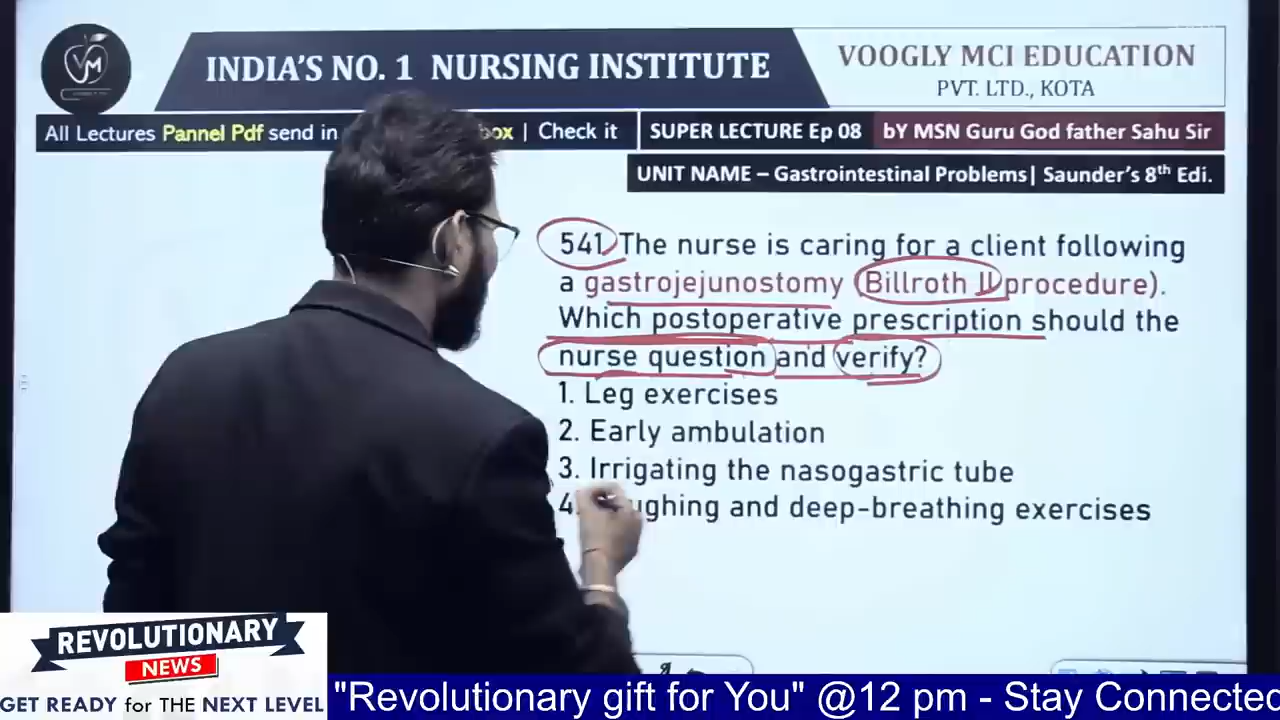 VM
INDIA'S NO. 1 NURSING INSTITUTE
VOOGLY MCI EDUCATION
PVT. LTD., KOTA
All Lectures Pannel Pdf send in box | Check it
SUPER LECTURE Ep 08
bY MSN Guru God father Sahu Sir
UNIT NAME – Gastrointestinal Problems| Saunder's 8th Edi.
541. The nurse is caring for a client following
a gastrojejunostomy (Billroth II procedure).
Which postoperative prescription should the
nurse question and verify?
1. Leg exercises
2. Early ambulation
3. Irrigating the nasogastric tube
4. ughing and deep-breathing exercises
REVOLUTIONARY
NEWS
GET READY for THE NEXT LEVEL
"Revolutionary gift for You" @12 pm - Stay Connected